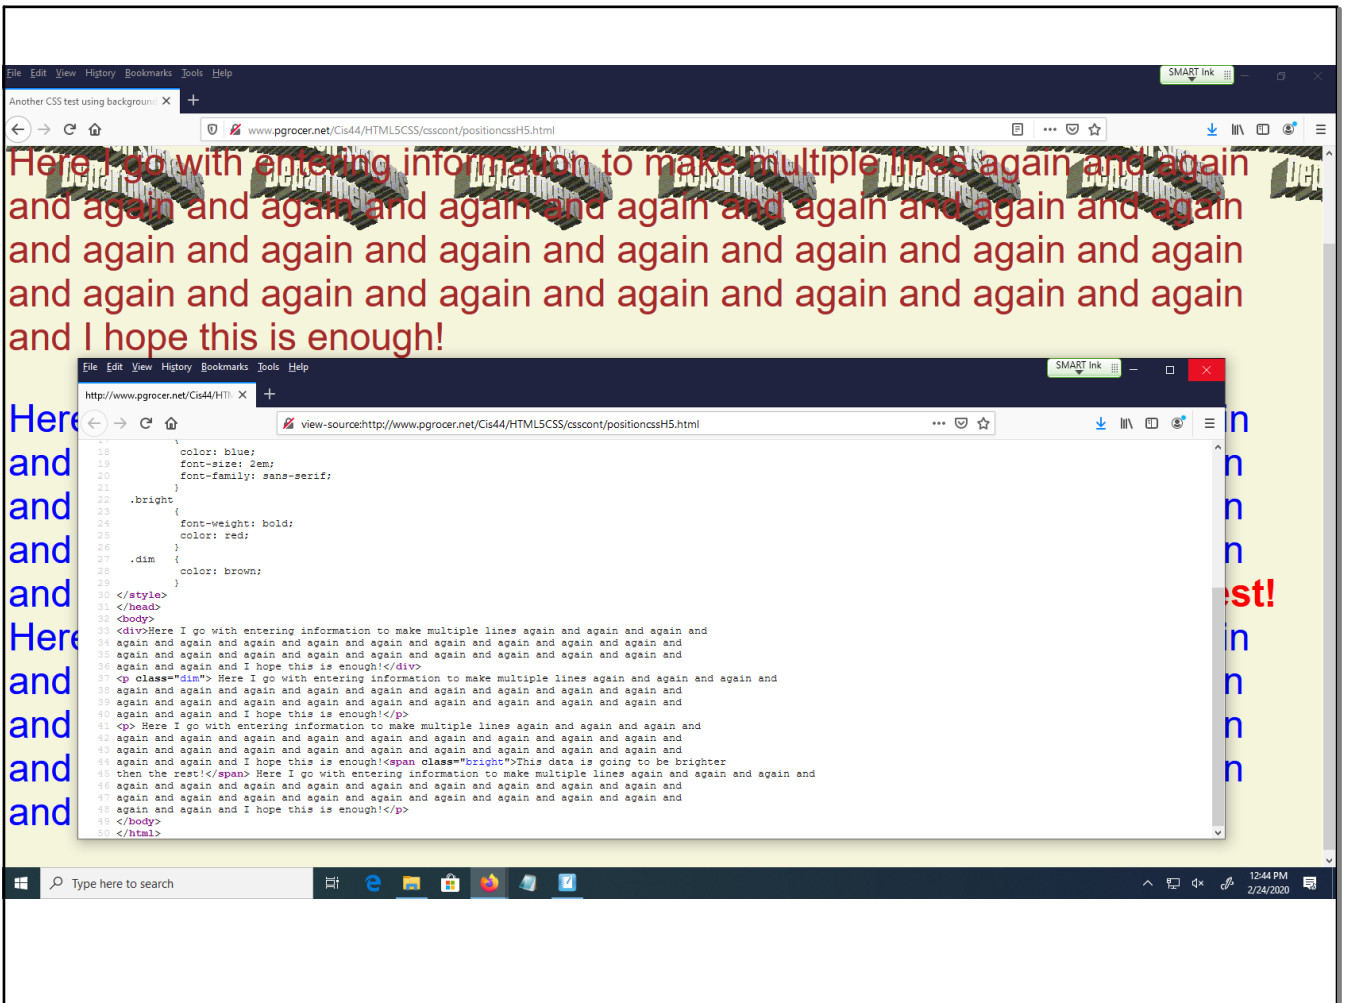 File Edit View History Bookmarks Tools Help
SMART Ink
Another CSS test using background
www.pgrocer.net/Cis44/HTML5CSS/csscont/positioncssH5.html
Here I go with entering information to make multiple lines again and again
and again and again and again and again and again and again and again
and again and again and again and again and again and again and again
and again and again and again and again and again and again and again
and I hope this is enough!
File Edit View History Bookmarks Tools Help
SMART Ink
http://www.pgrocer.net/Cis44/HT
view-source:http://www.pgrocer.net/Cis44/HTML5CSS/csscont/positioncssH5.html
18 color: blue;
19 font-size: 2em;
20 font-family: sans-serif;
21 }
22 .bright
23 {
24 font-weight: bold;
25 color: red;
26 }
27 .dim {
28 color: brown;
29 }
30 </style>
31 </head>
32 <body>
33 <div>Here I go with entering information to make multiple lines again and again and again and
34 again and again and again and again and again and again and again and again and again and
35 again and again and again and again and again and again and again and again and again and
36 again and again and I hope this is enough!</div>
37 <p class="dim"> Here I go with entering information to make multiple lines again and again and again and
38 again and again and again and again and again and again and again and again and again and
39 again and again and again and again and again and again and again and again and again and
40 again and again and I hope this is enough!</p>
41 <p> Here I go with entering information to make multiple lines again and again and again and
42 again and again and again and again and again and again and again and again and again and
43 again and again and again and again and again and again and again and again and again and
44 again and again and I hope this is enough!<span class="bright">This data is going to be brighter
45 then the rest!</span> Here I go with entering information to make multiple lines again and again and again and
46 again and again and again and again and again and again and again and again and again and
47 again and again and again and again and again and again and again and again and again and
48 again and again and I hope this is enough!</p>
49 </body>
50 </html>
Here
and
and
and
and
Here
and
and
and
and
Type here to search
12:44 PM
2/24/2020